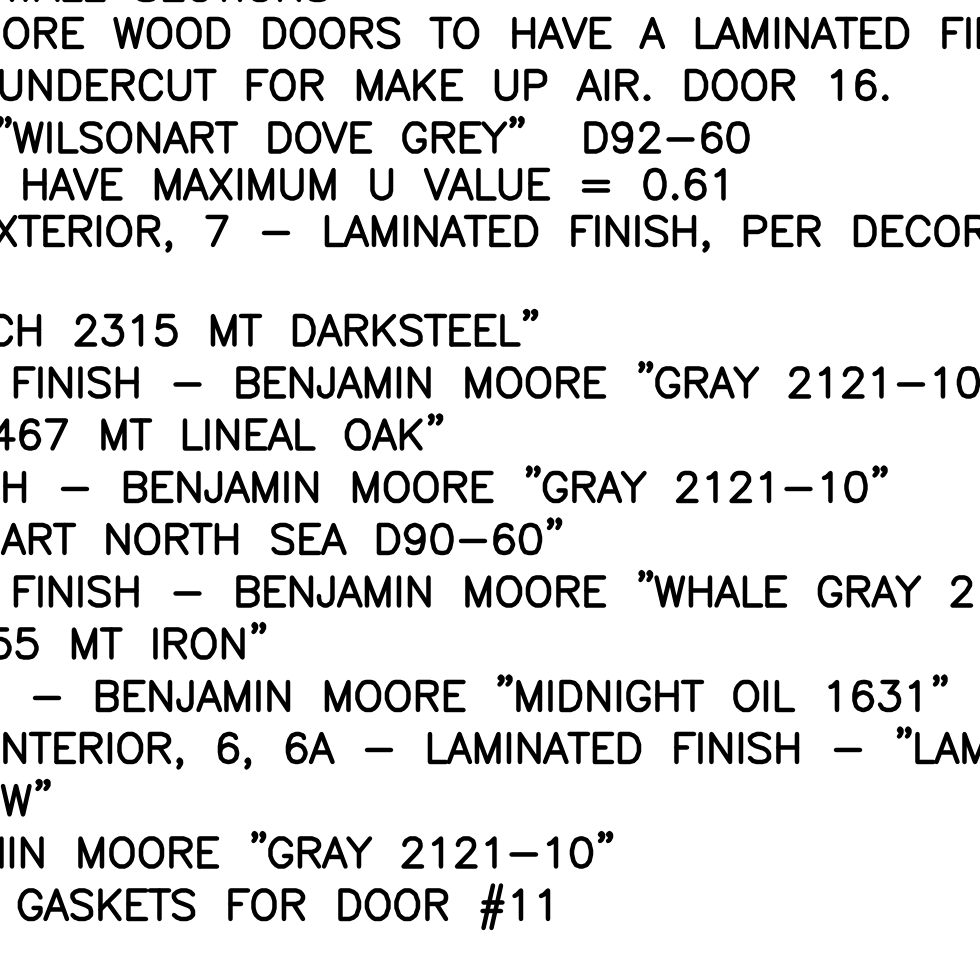 WOOD DOORS TO HAVE A LAMINATED
UNDERCUT FOR MAKE UP AIR. DOOR 16.
"WILSONART DOVE GREY" D92-60
HAVE MAXIMUM U VALUE = 0.61
XTERIOR, 7 - LAMINATED FINISH, PER DECOR
CH 2315 MT DARKSTEEL"
FINISH - BENJAMIN MOORE "GRAY 2121-10
467 MT LINEAL OAK"
H - BENJAMIN MOORE "GRAY 2121-10"
ART NORTH SEA D90-60"
FINISH - BENJAMIN MOORE "WHALE GRAY 2
55 MT IRON"
- BENJAMIN MOORE "MIDNIGHT OIL 1631"
NTERIOR, 6, 6A - LAMINATED FINISH - "LAM
W"
MIN MOORE "GRAY 2121-10"
GASKETS FOR DOOR #11